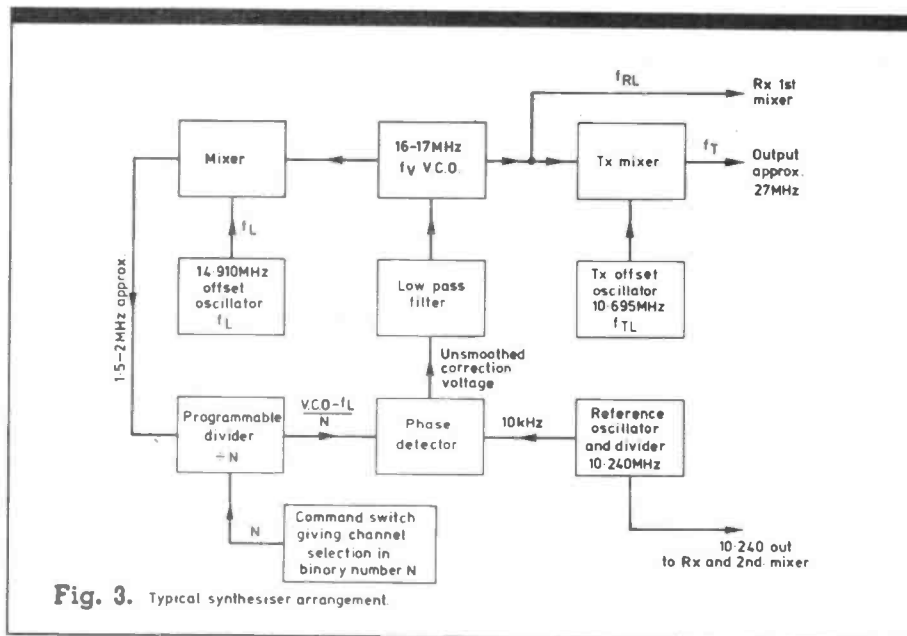 fRL
Rx 1st
mixer
Mixer
16-17MHz
fV V.C.O.
Tx mixer
fT
Output
approx.
27MHz
fL
14·910MHz
offset
oscillator
fL
Low pass
filter
Tx offset
oscillator
10·695MHz
fTL
1·5-2MHz approx.
Unsmoothed
correction
voltage
Programmable
divider
÷N
V.C.O-fL
N
Phase
detector
10kHz
Reference
oscillator
and divider
10·240MHz
N
Command switch
giving channel
selection in
binary number N
10·240 out
to Rx and 2nd. mixer
Fig. 3. Typical synthesiser arrangement.